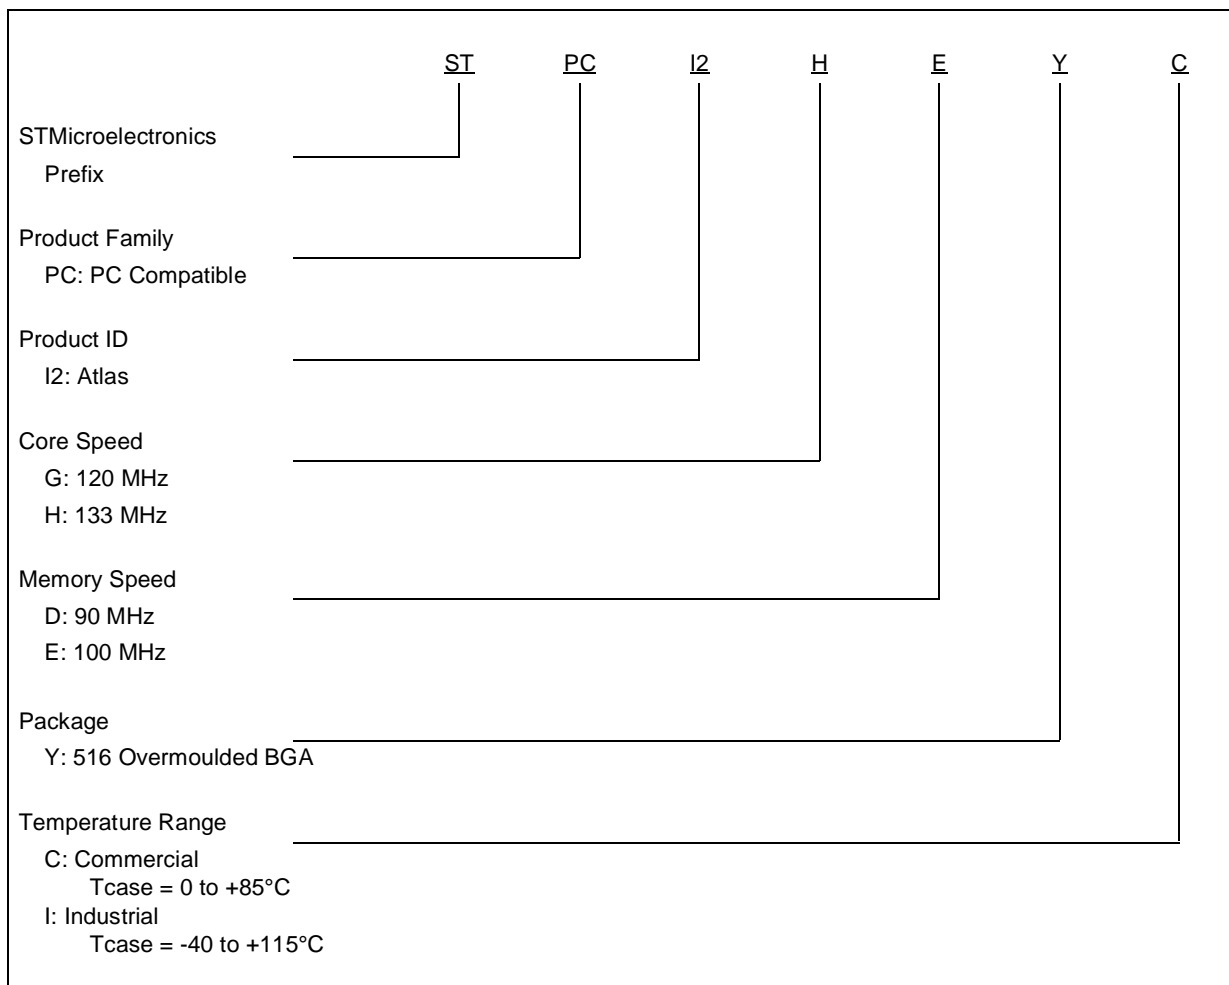 ST PC I2 H E Y C
STMicroelectronics
Prefix
Product Family
PC: PC Compatible
Product ID
I2: Atlas
Core Speed
G: 120 MHz
H: 133 MHz
Memory Speed
D: 90 MHz
E: 100 MHz
Package
Y: 516 Overmoulded BGA
Temperature Range
C: Commercial
Tcase = 0 to +85°C
I: Industrial
Tcase = -40 to +115°C